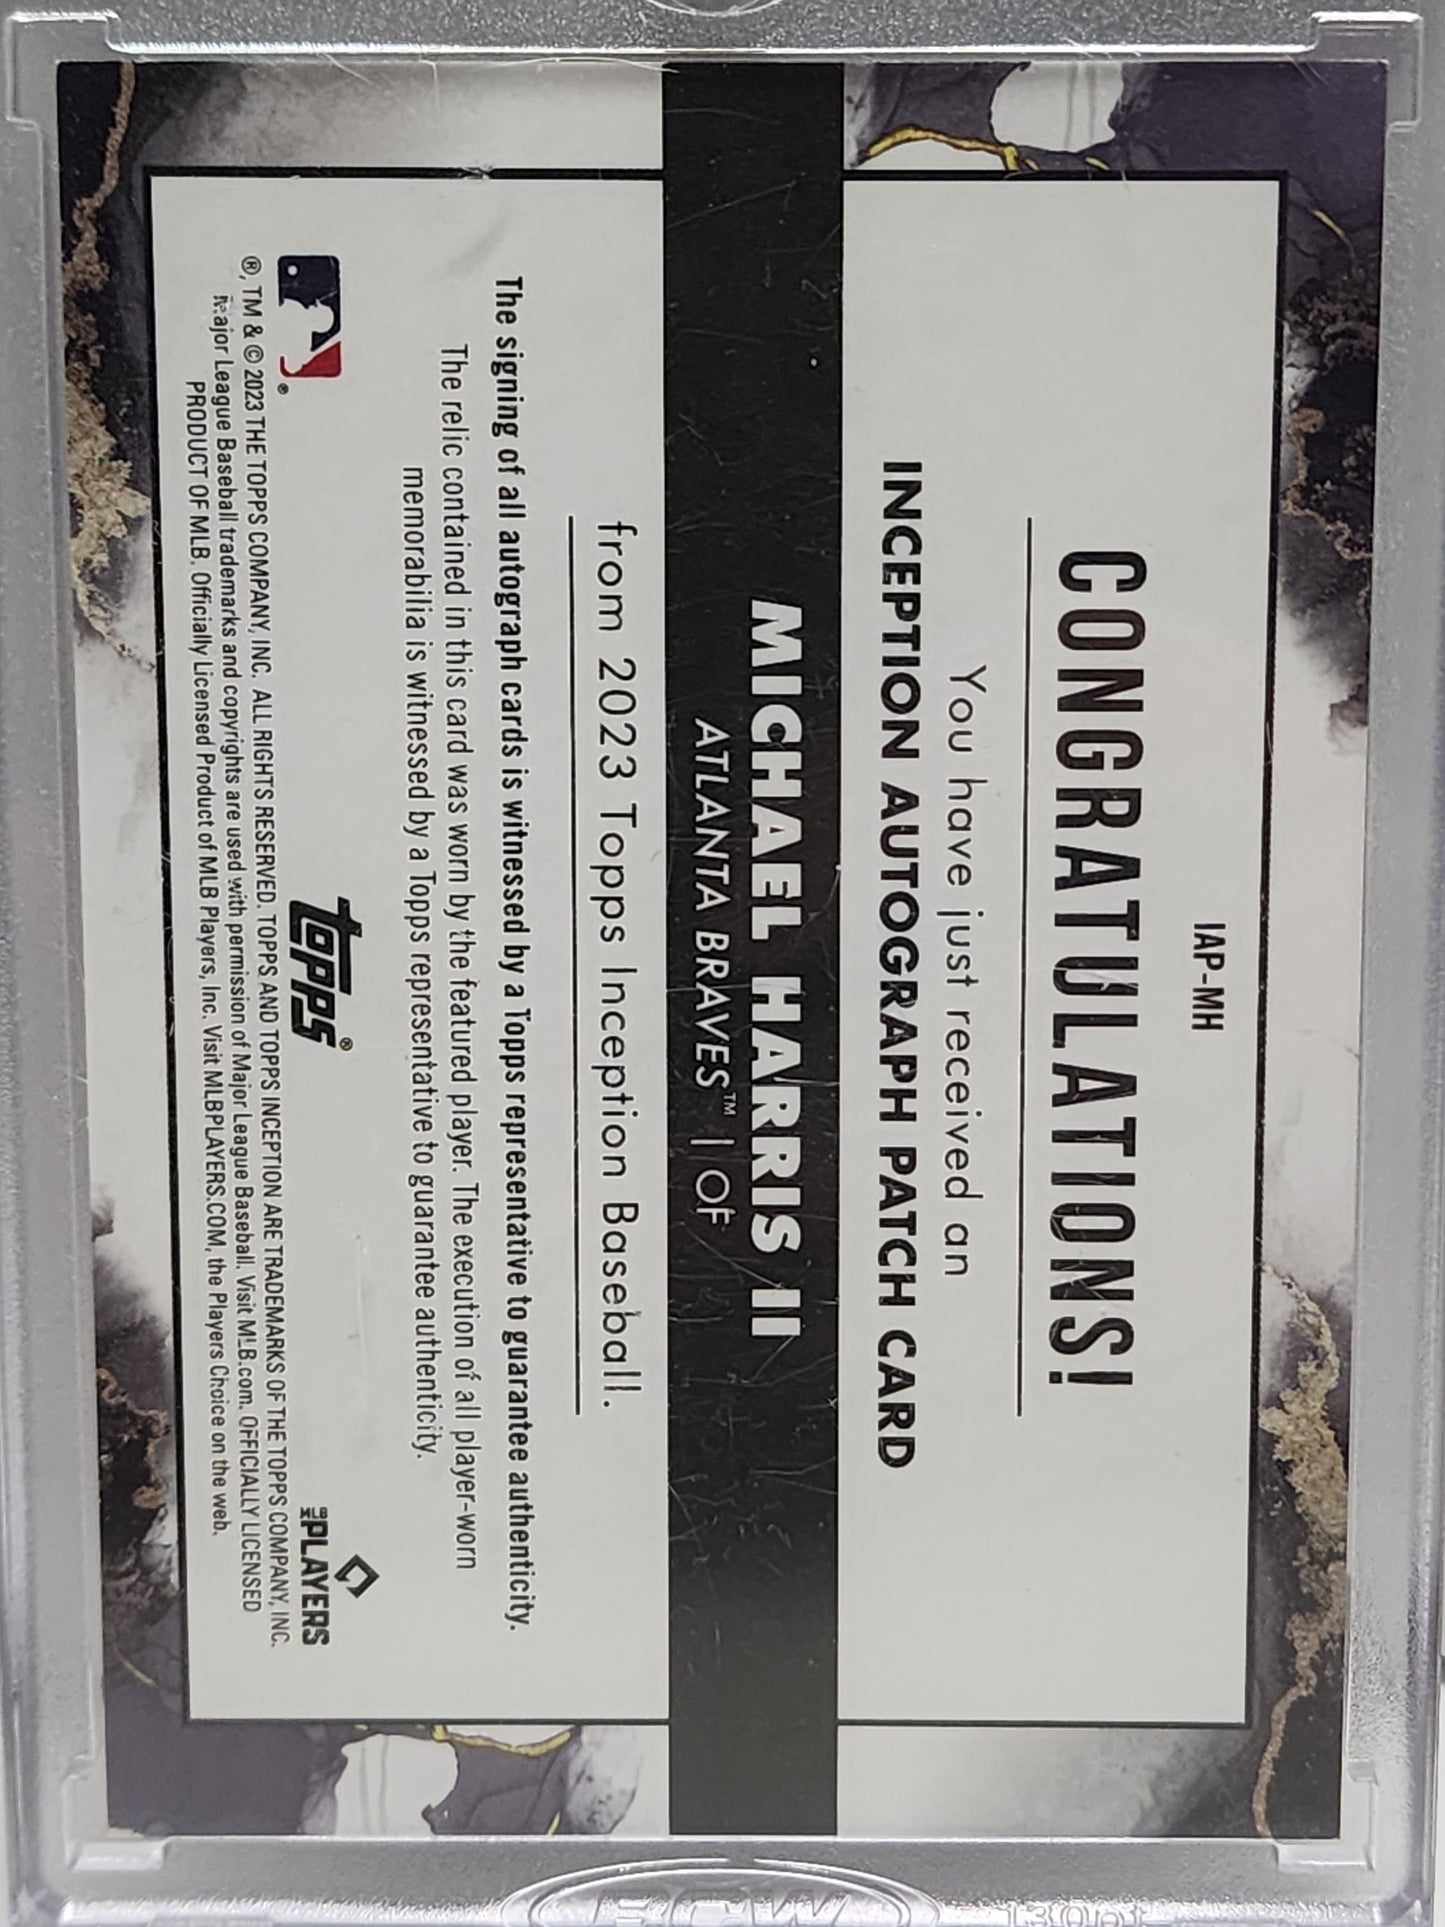 IAP-MH
CONGRATULATIONS!
You have just received an
INCEPTION AUTOGRAPH PATCH CARD
MICHAEL HARRIS II
ATLANTA BRAVES™ | OF
from 2023 Topps Inception Baseball.
The signing of all autograph cards is witnessed by a Topps representative to guarantee authenticity.
The relic contained in this card was worn by the featured player. The execution of all player-worn
memorabilia is witnessed by a Topps representative to guarantee authenticity.
®
topps®
MLB PLAYERS
®, TM & © 2023 THE TOPPS COMPANY, INC. ALL RIGHTS RESERVED. TOPPS AND TOPPS INCEPTION ARE TRADEMARKS OF THE TOPPS COMPANY, INC.
Major League Baseball trademarks and copyrights are used with permission of Major League Baseball. Visit MLB.com. OFFICIALLY LICENSED
PRODUCT OF MLB. Officially Licensed Product of MLB Players, Inc. Visit MLBPLAYERS.COM, the Players Choice on the web.